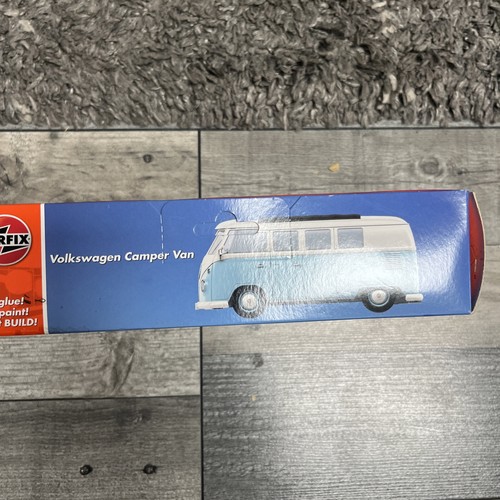 RFIX
Volkswagen Camper Van
glue!
paint!
BUILD!